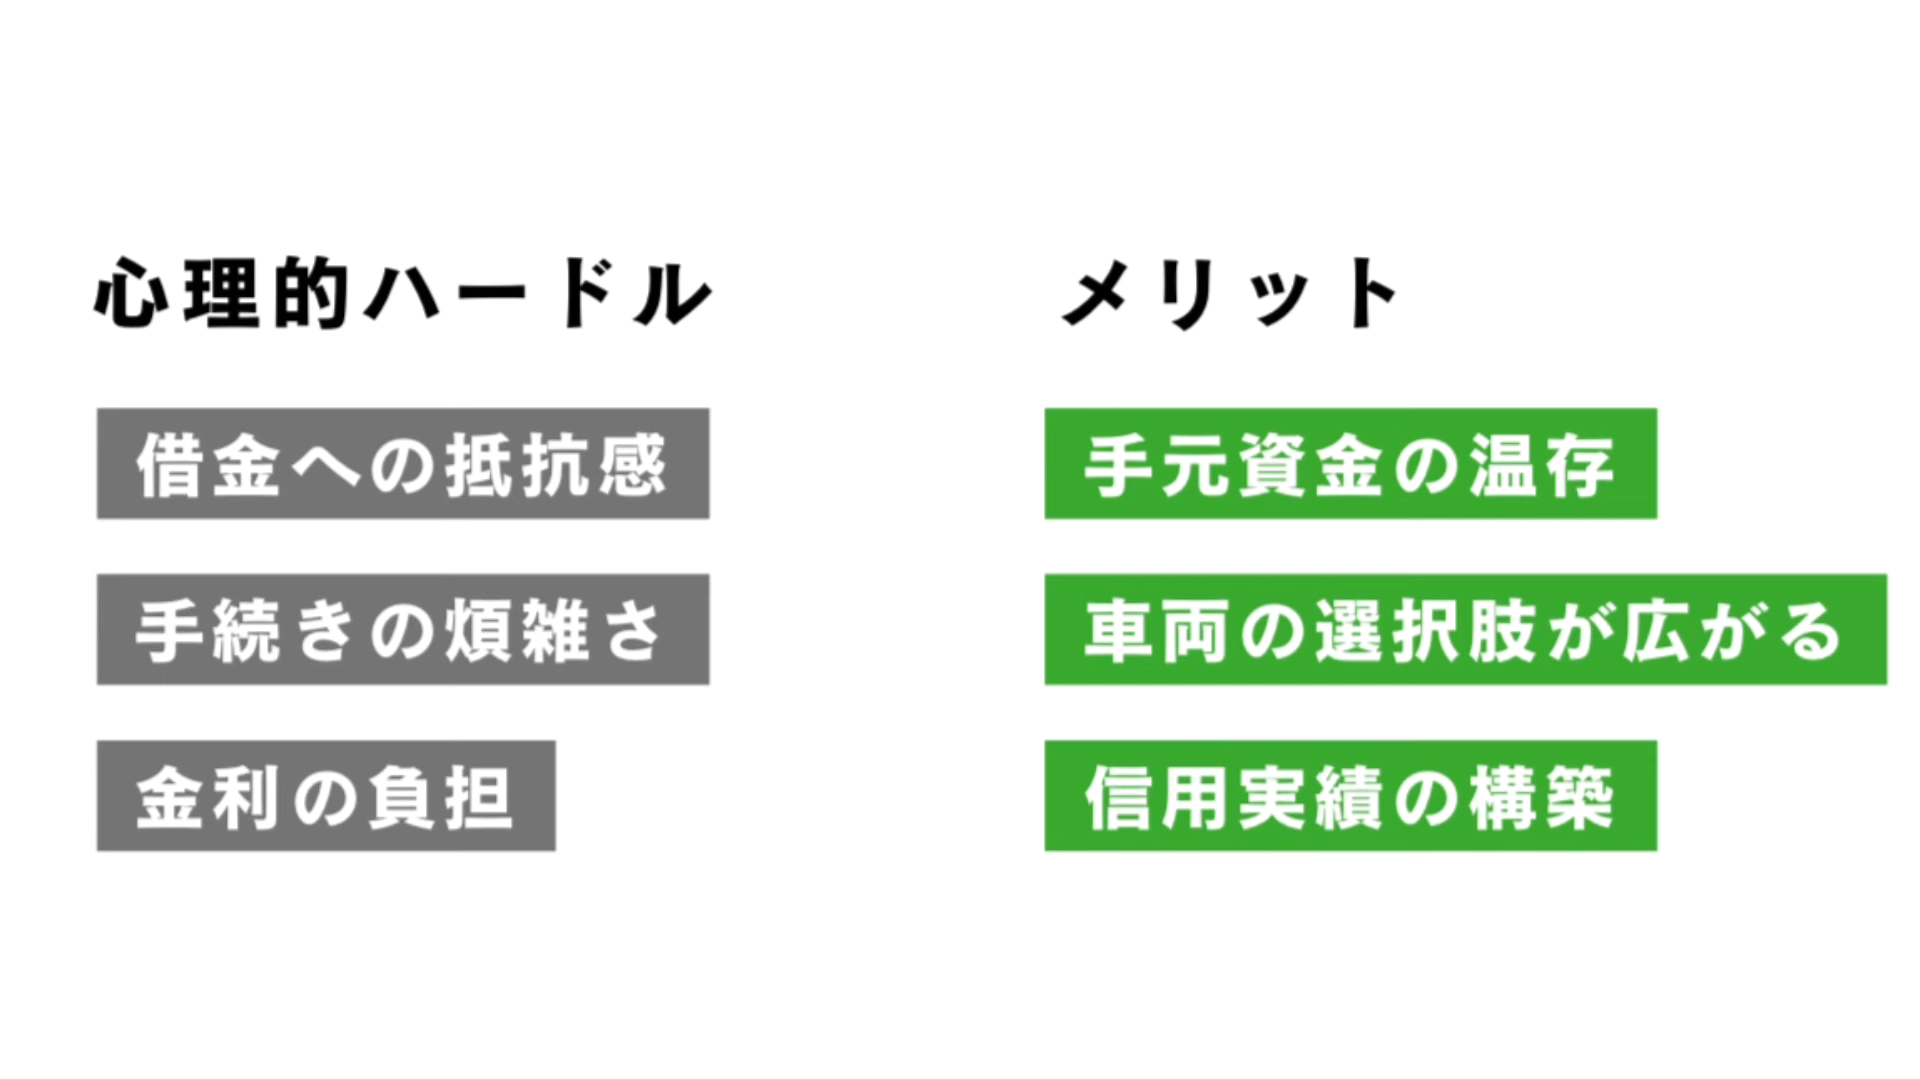 心理的ハードル
借金への抵抗感
手続きの煩雑さ
金利の負担
メリット
手元資金の温存
車両の選択肢が広がる
信用実績の構築